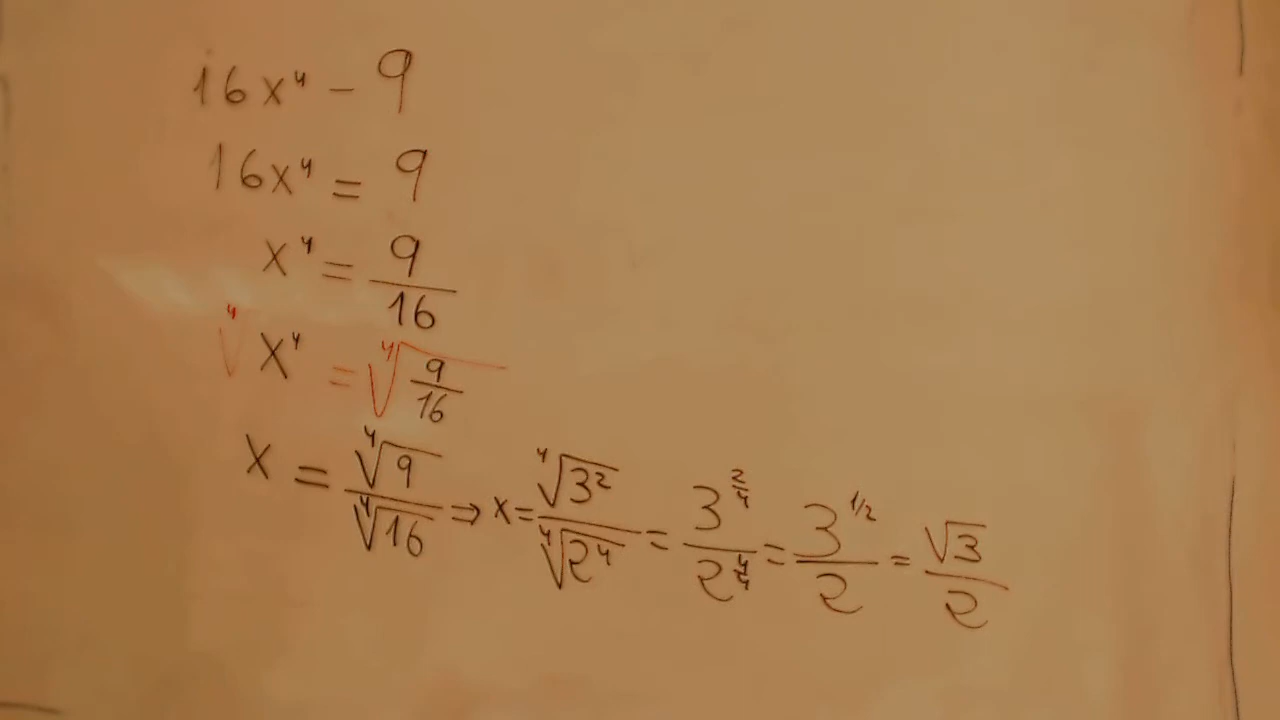 16x⁴ - 9
16x⁴ = 9
x⁴ = 9/16
⁴√x⁴ = ⁴√(9/16)
x = ⁴√9/⁴√16 ⇒ x = ⁴√3²/⁴√2⁴ = 3^(2/4)/2^(4/4) = 3^(1/2)/2 = √3/2